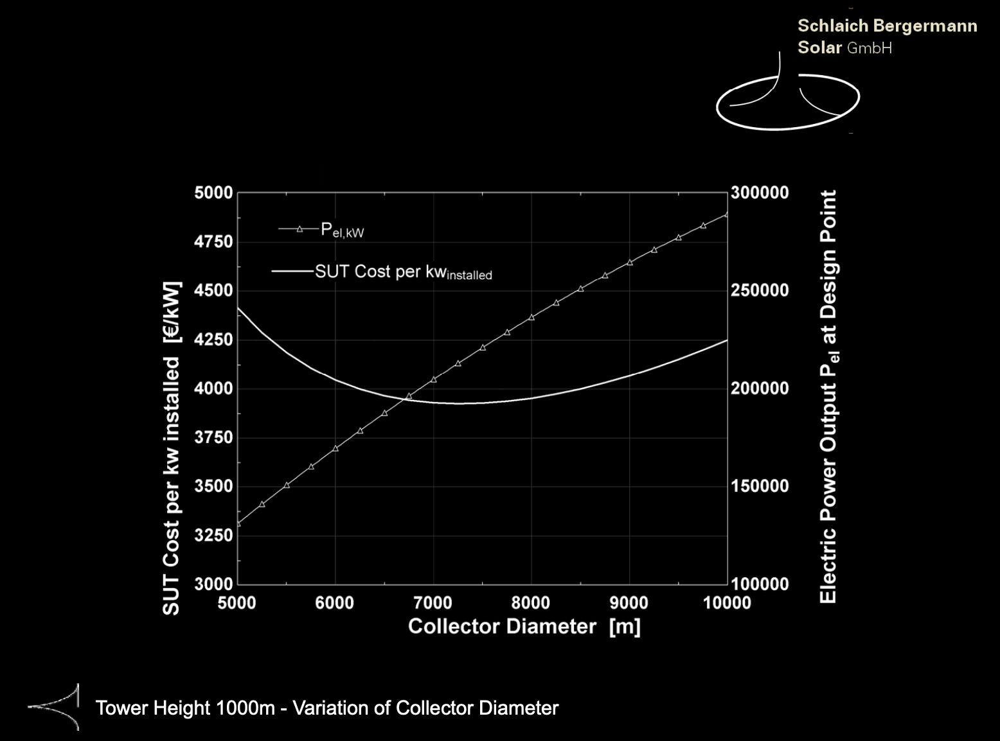 Schlaich Bergermann
Solar GmbH
5000
4750
4500
4250
4000
3750
3500
3250
3000
SUT Cost per kw installed [€/kW]
Pel,kW
SUT Cost per kwinstalled
300000
250000
200000
150000
100000
Electric Power Output Pel at Design Point
5000 6000 7000 8000 9000 10000
Collector Diameter [m]
Tower Height 1000m - Variation of Collector Diameter